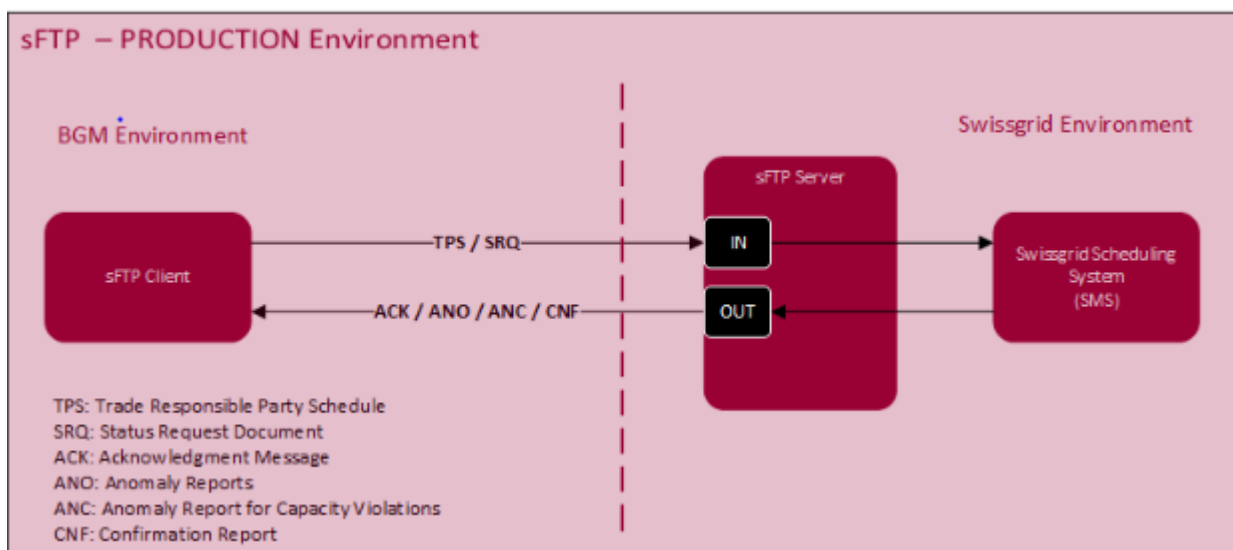 sFTP – PRODUCTION Environment
BGM Environment
Swissgrid Environment
sFTP Server
sFTP Client
TPS / SRQ
IN
Swissgrid Scheduling
System
(SMS)
ACK / ANO / ANC / CNF
OUT
TPS: Trade Responsible Party Schedule
SRQ: Status Request Document
ACK: Acknowledgment Message
ANO: Anomaly Reports
ANC: Anomaly Report for Capacity Violations
CNF: Confirmation Report